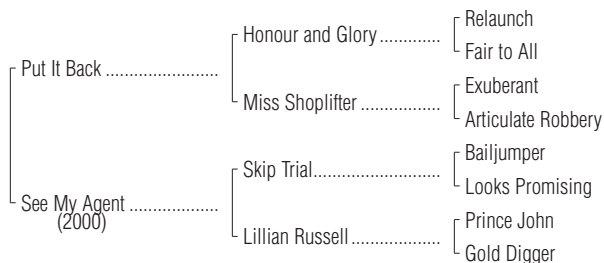 Relaunch
Honour and Glory .............
Fair to All
Put It Back ........................
Exuberant
Miss Shoplifter .................
Articulate Robbery
Bailjumper
Skip Trial...........................
Looks Promising
See My Agent ...................
(2000)
Prince John
Lillian Russell...................
Gold Digger